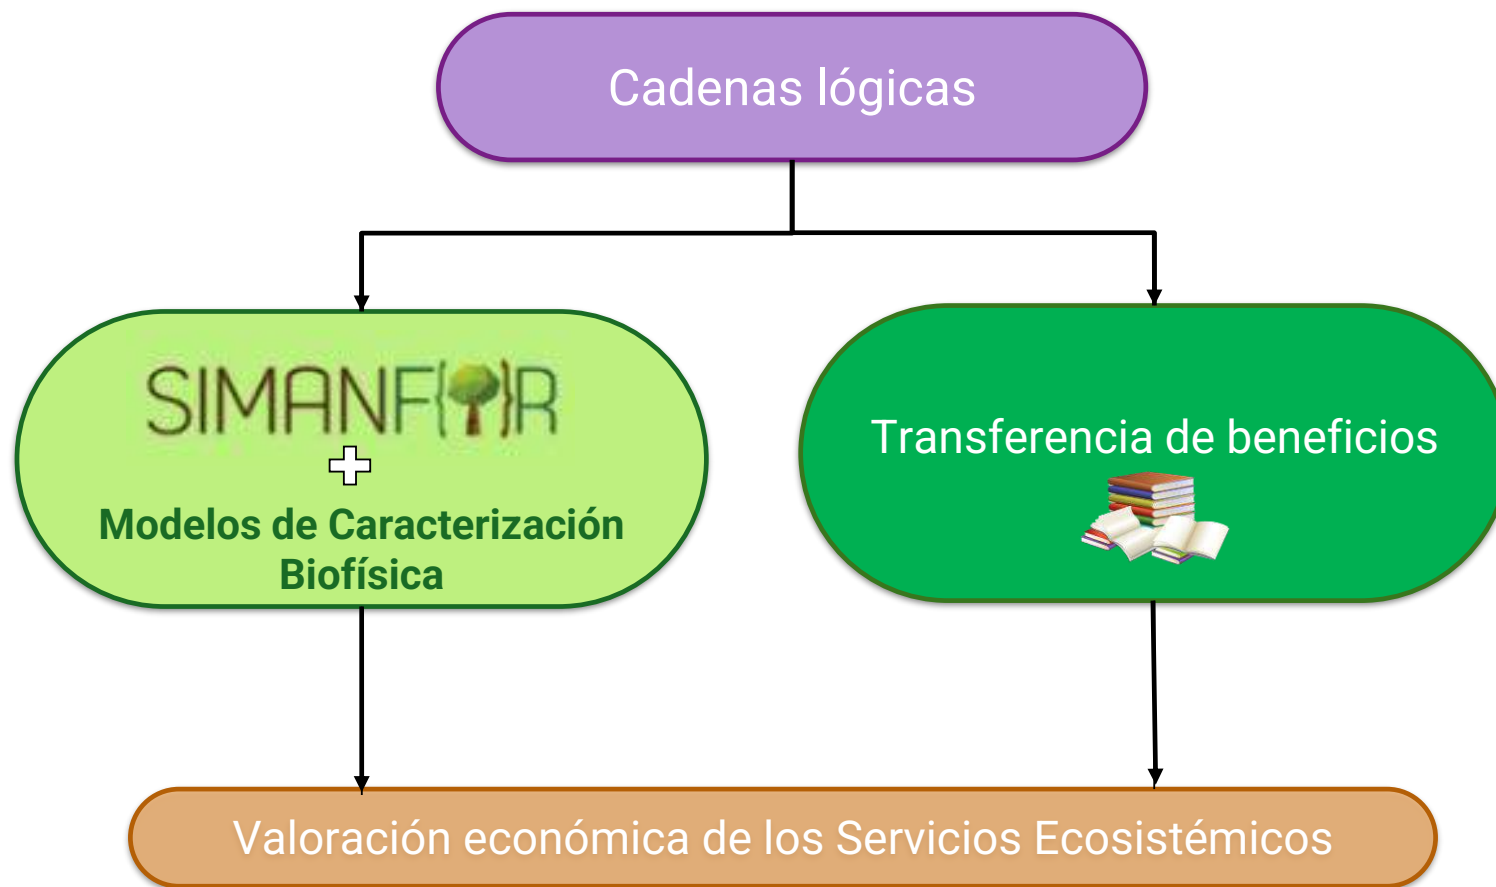 Cadenas lógicas
SIMANFOR
Modelos de Caracterización
Biofísica
Transferencia de beneficios
Valoración económica de los Servicios Ecosistémicos